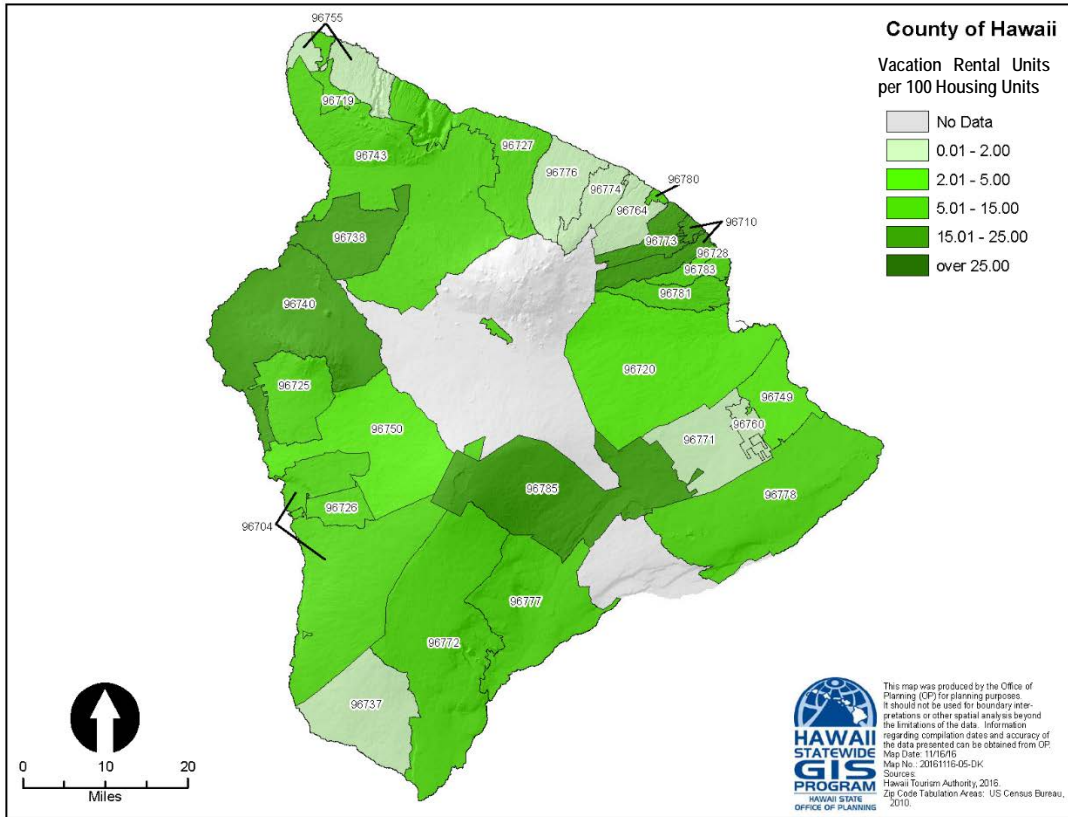 County of Hawaii
Vacation Rental Units
per 100 Housing Units
No Data
0.01 - 2.00
2.01 - 5.00
5.01 - 15.00
15.01 - 25.00
over 25.00
96755
96719
96743
96727
96776
96774
96764
96780
96710
96773
96728
96783
96781
96738
96740
96725
96720
96750
96749
96760
96771
96785
96778
96726
96704
96777
96772
96737
0 10 20
Miles
HAWAII
STATEWIDE
GIS
PROGRAM
HAWAII STATE
OFFICE OF PLANNING
This map was produced by the Office of
Planning (OP) for planning purposes.
It should not be used for boundary inter-
pretations or other spatial analysis beyond
the limitations of the data. Information
regarding compilation dates and accuracy of
the data presented can be obtained from OP.
Map Date: 11/16/16
Map No.: 20161116-05-DK
Sources:
Hawaii Tourism Authority, 2016.
Zip Code Tabulation Areas: US Census Bureau,
2010.